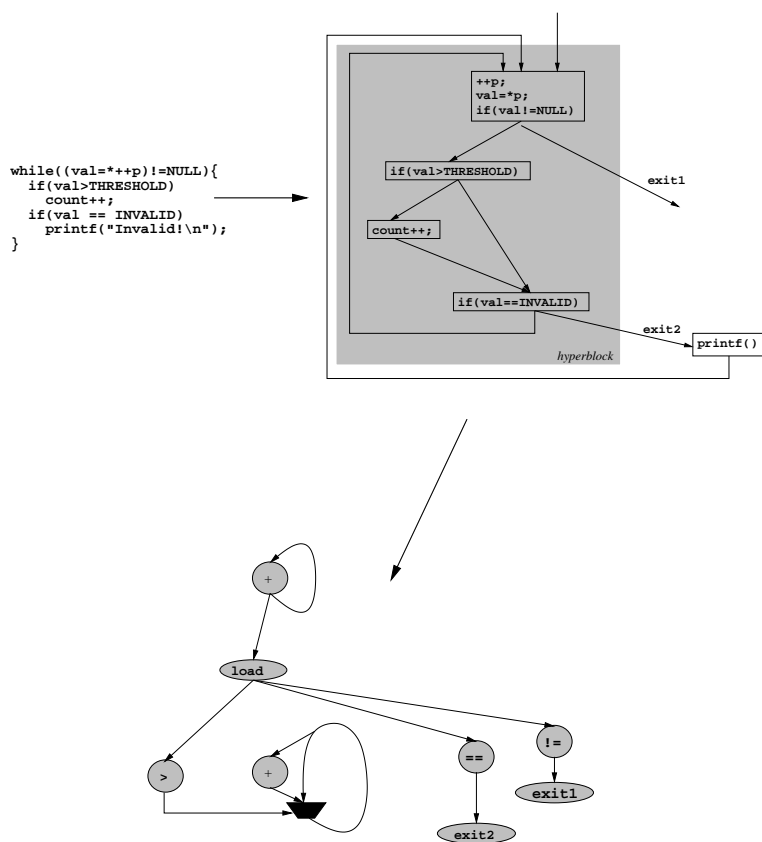 while((val=*++p)!=NULL){
if(val>THRESHOLD)
count++;
if(val == INVALID)
printf("Invalid!\n");
}
++p;
val=*p;
if(val!=NULL)
if(val>THRESHOLD)
exit1
count++;
if(val==INVALID)
exit2
printf()
hyperblock
+
load
!=
==
>
+
exit1
exit2